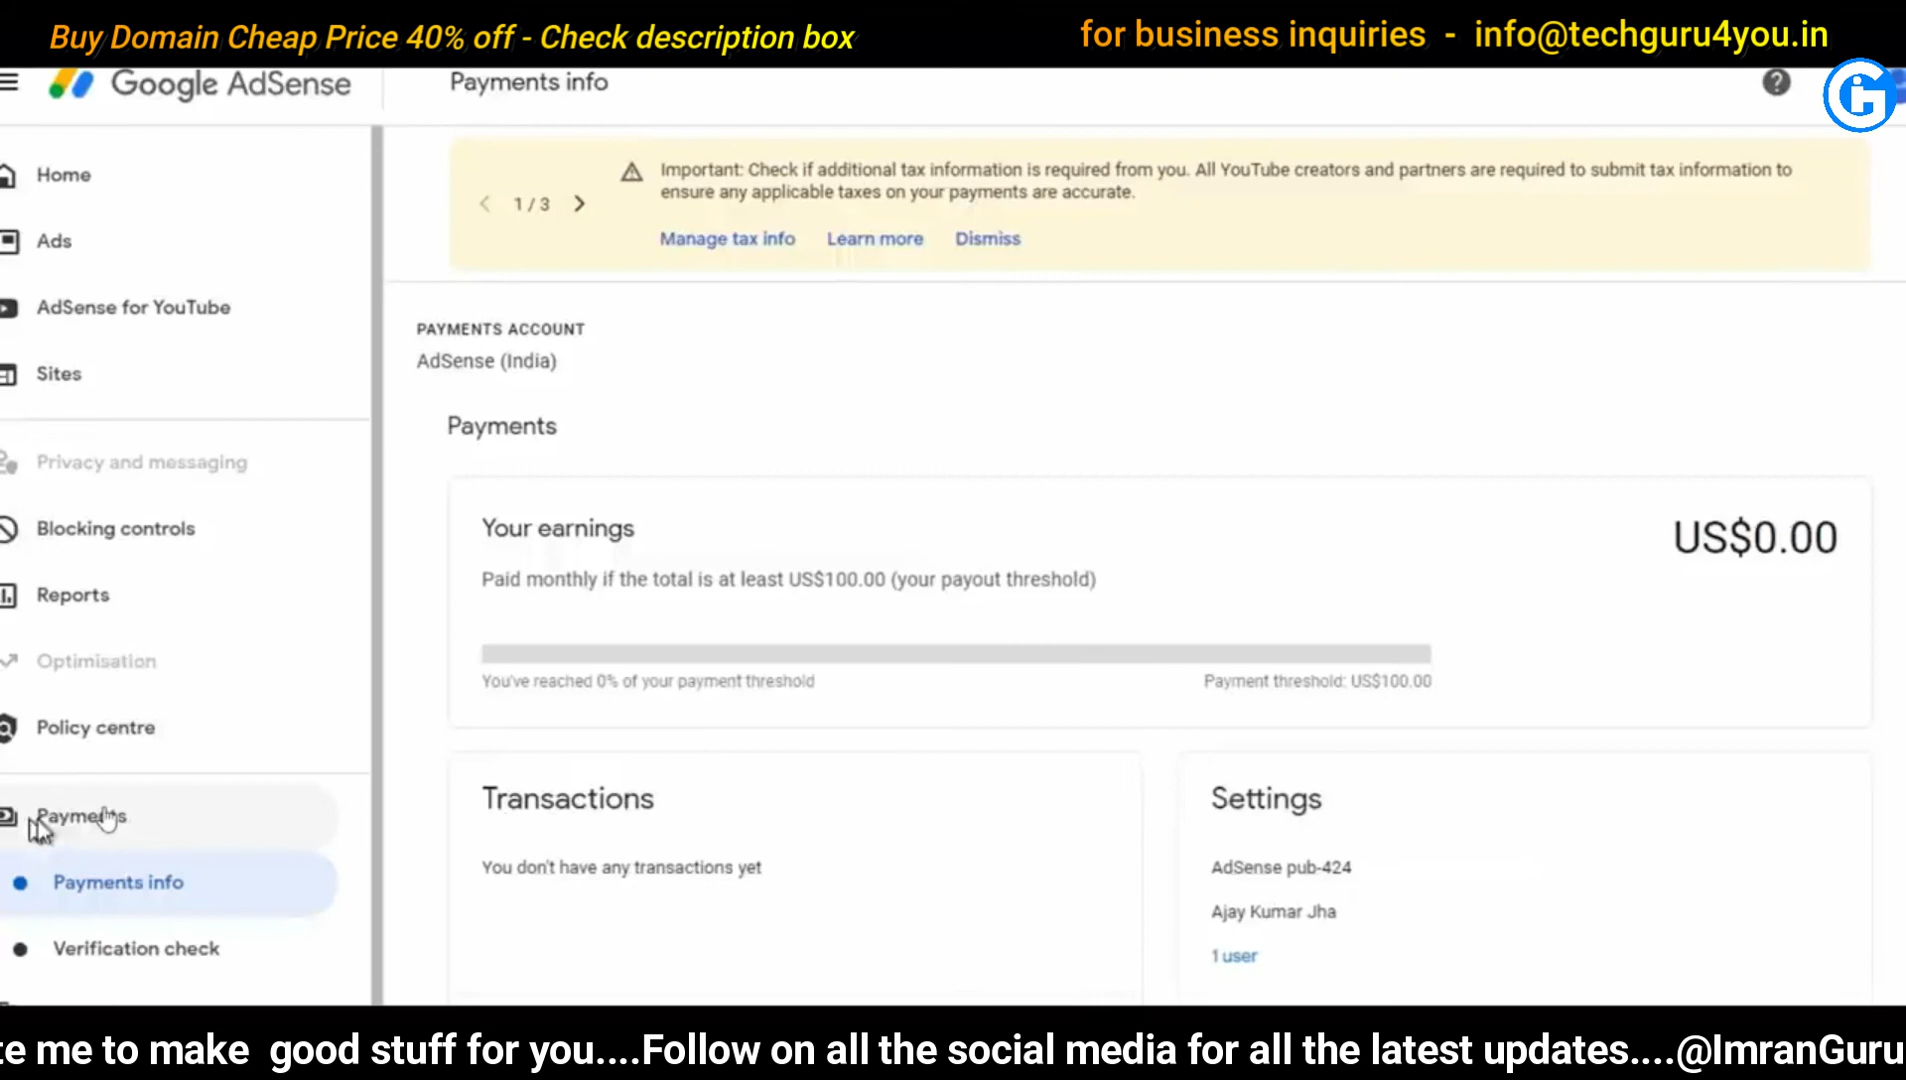 Buy Domain Cheap Price 40% off - Check description box
for business inquiries - info@techguru4you.in
Google AdSense
Payments info
Home
Ads
AdSense for YouTube
Sites
Privacy and messaging
Blocking controls
Reports
Optimisation
Policy centre
Payments
Payments info
Verification check
1 / 3
Important: Check if additional tax information is required from you. All YouTube creators and partners are required to submit tax information to
ensure any applicable taxes on your payments are accurate.
Manage tax info Learn more Dismiss
PAYMENTS ACCOUNT
AdSense (India)
Payments
Your earnings
US$0.00
Paid monthly if the total is at least US$100.00 (your payout threshold)
You've reached 0% of your payment threshold
Payment threshold: US$100.00
Transactions
You don't have any transactions yet
Settings
AdSense pub-424
Ajay Kumar Jha
1 user
te me to make good stuff for you....Follow on all the social media for all the latest updates....@ImranGuru